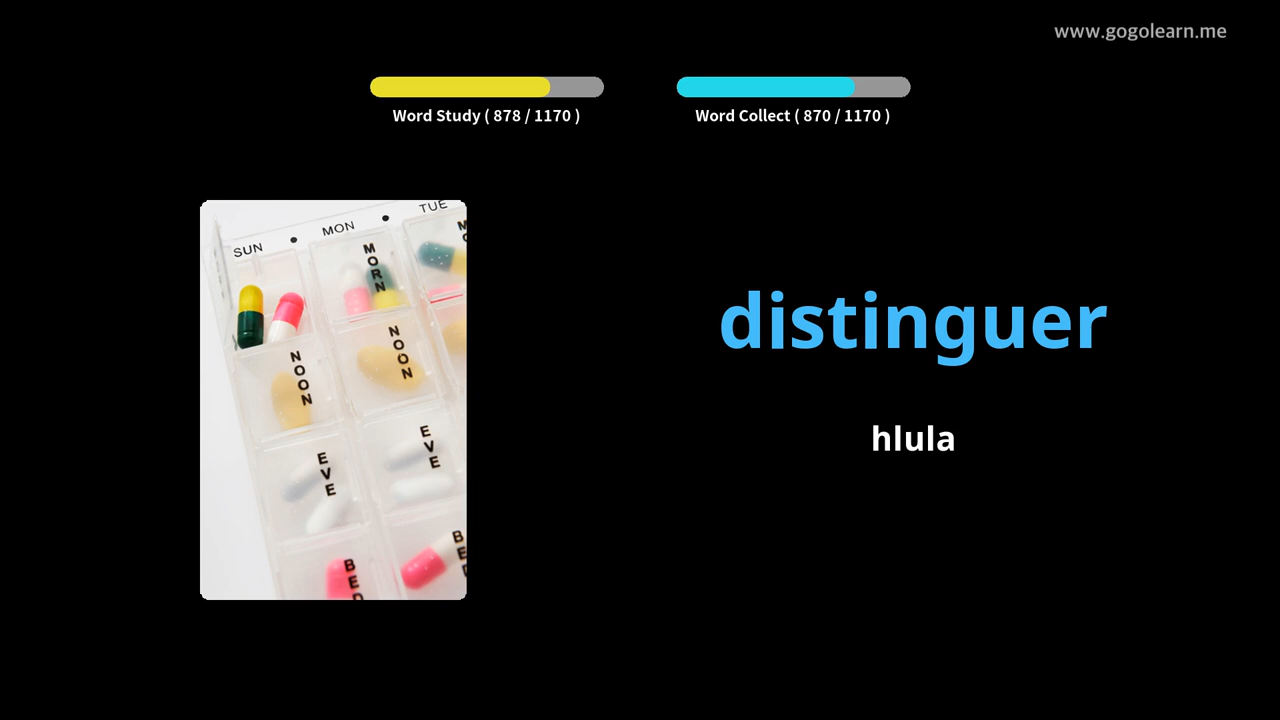 www.gogolearn.me
Word Study ( 878 / 1170 )
Word Collect ( 870 / 1170 )
SUN • MON • TUE
MORN
NOON
NOON
EVE
EVE
BED
distinguer
hlula